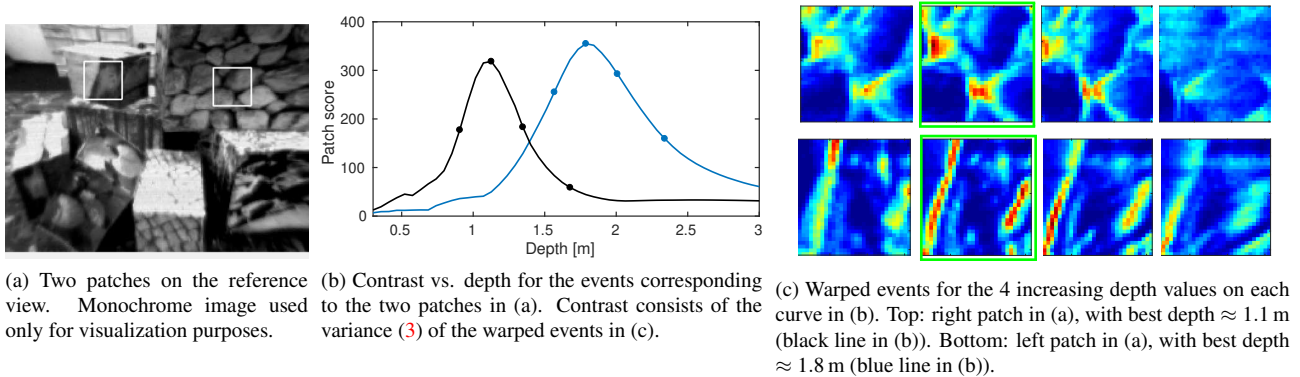 400
300
200
100
0
Patch score
0.5 1 1.5 2 2.5 3
Depth [m]
(a) Two patches on the reference
view. Monochrome image used
only for visualization purposes.
(b) Contrast vs. depth for the events corresponding
to the two patches in (a). Contrast consists of the
variance (3) of the warped events in (c).
(c) Warped events for the 4 increasing depth values on each
curve in (b). Top: right patch in (a), with best depth ≈ 1.1 m
(black line in (b)). Bottom: left patch in (a), with best depth
≈ 1.8 m (blue line in (b)).